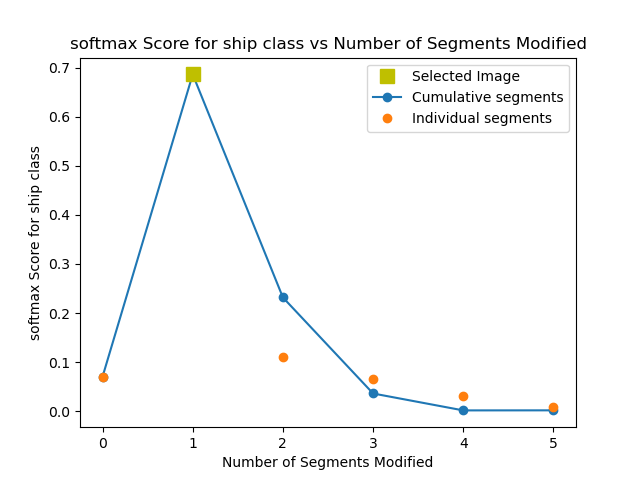 softmax Score for ship class vs Number of Segments Modified
Selected Image
Cumulative segments
Individual segments
softmax Score for ship class
0.7
0.6
0.5
0.4
0.3
0.2
0.1
0.0
0 1 2 3 4 5
Number of Segments Modified